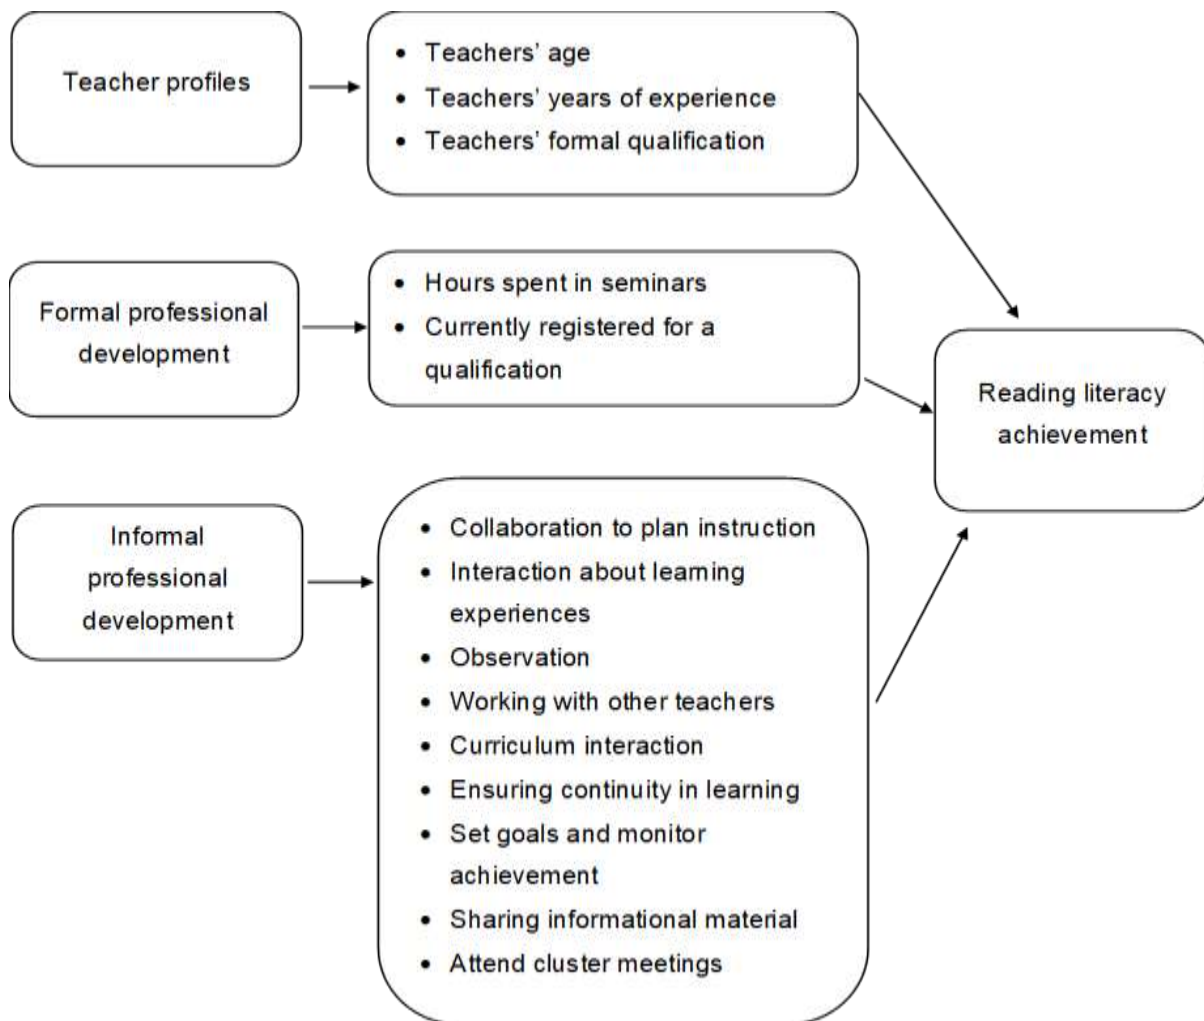 Teacher profiles
• Teachers’ age
• Teachers’ years of experience
• Teachers’ formal qualification
Formal professional
development
• Hours spent in seminars
• Currently registered for a
qualification
Informal
professional
development
• Collaboration to plan instruction
• Interaction about learning
experiences
• Observation
• Working with other teachers
• Curriculum interaction
• Ensuring continuity in learning
• Set goals and monitor
achievement
• Sharing informational material
• Attend cluster meetings
Reading literacy
achievement